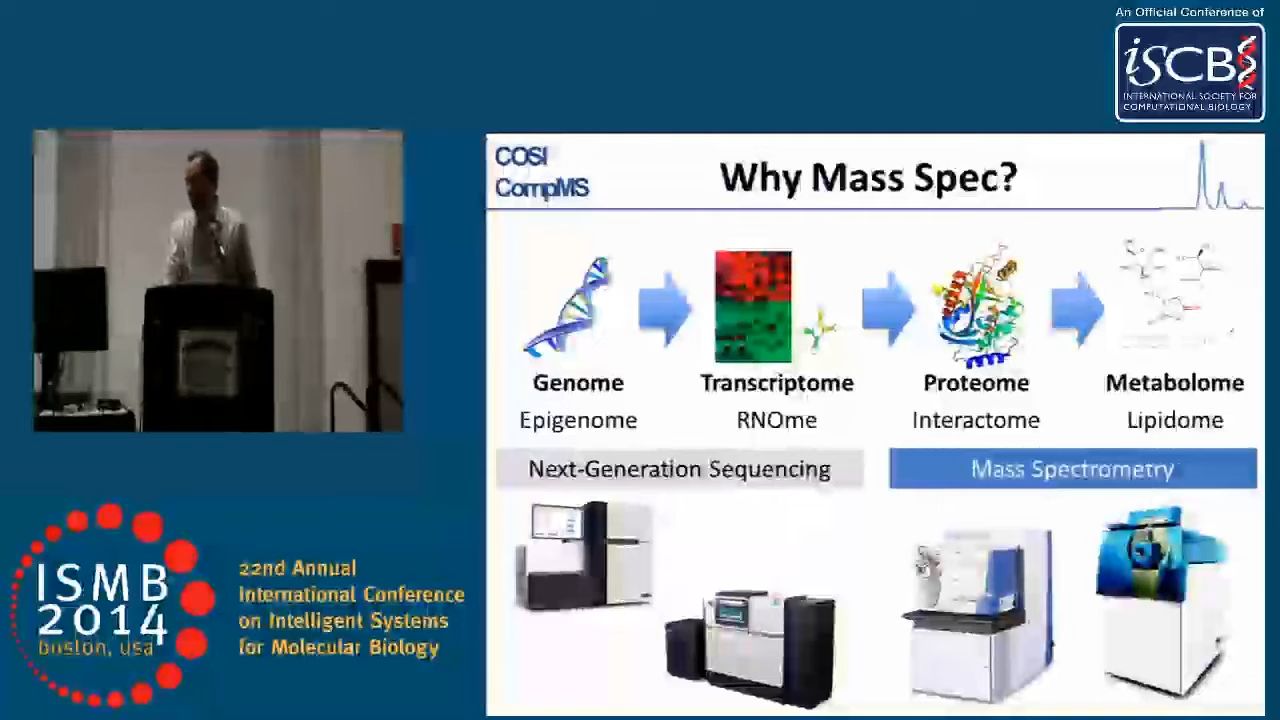 An Official Conference of
iSCB
INTERNATIONAL SOCIETY FOR
COMPUTATIONAL BIOLOGY
COSI
CompMS
Why Mass Spec?
Genome
Transcriptome
Proteome
Metabolome
Epigenome
RNOme
Interactome
Lipidome
Next-Generation Sequencing
Mass Spectrometry
ISMB
2014
boston, usa
22nd Annual
International Conference
on Intelligent Systems
for Molecular Biology